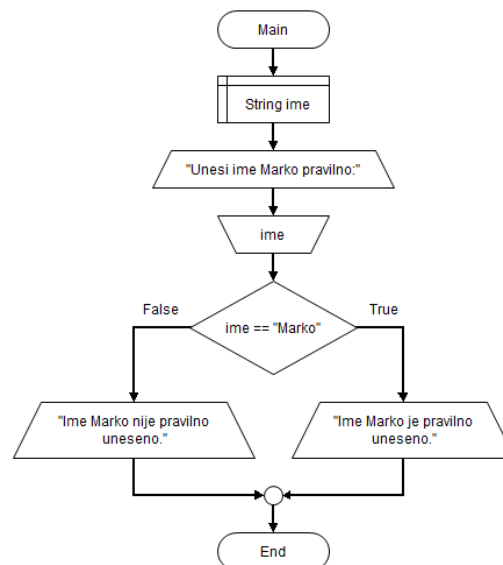 Main
String ime
"Unesi ime Marko pravilno:"
ime
ime == "Marko"
False
True
"Ime Marko nije pravilno
uneseno."
"Ime Marko je pravilno
uneseno."
End